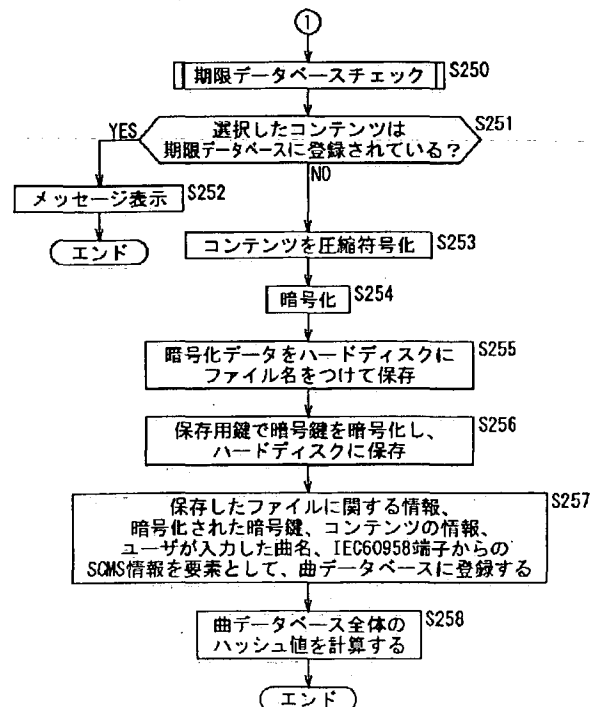 1
期限データベースチェック S250
選択したコンテンツは S251
YES 期限データベースに登録されている？
NO
メッセージ表示 S252
エンド
コンテンツを圧縮符号化 S253
暗号化 S254
暗号化データをハードディスクに S255
ファイル名をつけて保存
保存用鍵で暗号鍵を暗号化し、 S256
ハードディスクに保存
保存したファイルに関する情報、 S257
暗号化された暗号鍵、コンテンツの情報、
ユーザが入力した曲名、IEC60958端子からの
SCMS情報を要素として、曲データベースに登録する
曲データベース全体の S258
ハッシュ値を計算する
エンド